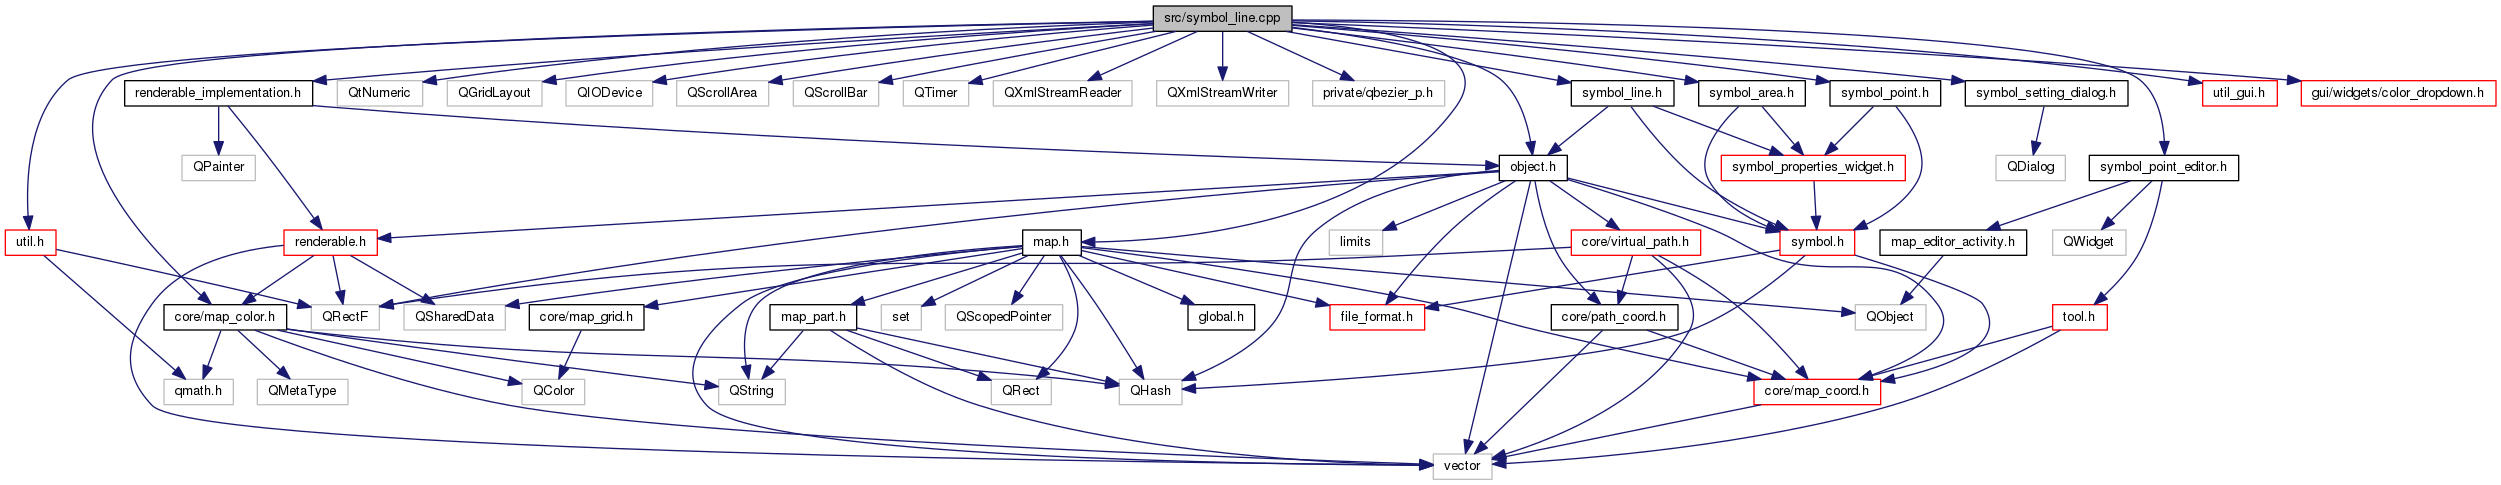 src/symbol_line.cpp
renderable_implementation.h
QtNumeric
QGridLayout
QIODevice
QScrollArea
QScrollBar
QTimer
QXmlStreamReader
QXmlStreamWriter
private/qbezier_p.h
symbol_line.h
symbol_area.h
symbol_point.h
symbol_setting_dialog.h
util_gui.h
gui/widgets/color_dropdown.h
QPainter
object.h
symbol_properties_widget.h
QDialog
symbol_point_editor.h
util.h
renderable.h
map.h
limits
core/virtual_path.h
symbol.h
map_editor_activity.h
QWidget
core/map_color.h
QRectF
QSharedData
core/map_grid.h
map_part.h
set
QScopedPointer
global.h
file_format.h
core/path_coord.h
QObject
tool.h
qmath.h
QMetaType
QColor
QString
QRect
QHash
core/map_coord.h
vector